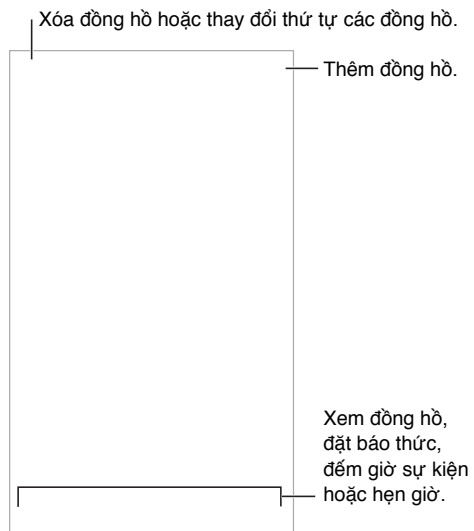 Xóa đồng hồ hoặc thay đổi thứ tự các đồng hồ.
Thêm đồng hồ.
Xem đồng hồ,
đặt báo thức,
đếm giờ sự kiện
hoặc hẹn giờ.